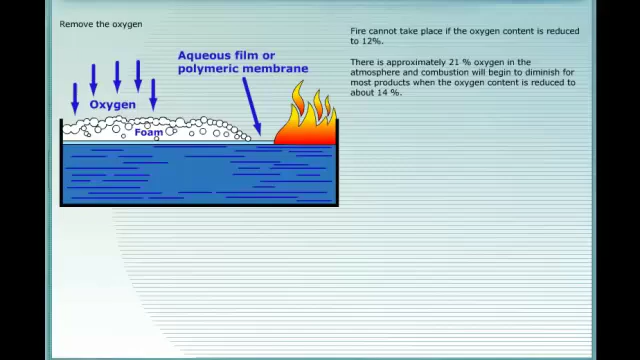 Remove the oxygen
Fire cannot take place if the oxygen content is reduced
to 12%.
There is approximately 21 % oxygen in the
atmosphere and combustion will begin to diminish for
most products when the oxygen content is reduced to
about 14 %.
Aqueous film or
polymeric membrane
Oxygen
Foam